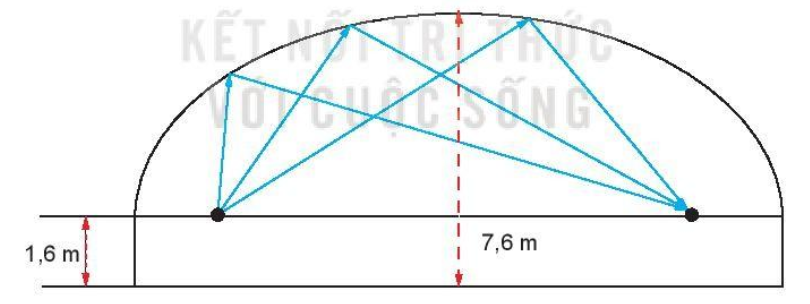 KẾT NỐI TRI THỨC
VỚI CUỘC SỐNG
1,6 m
7,6 m